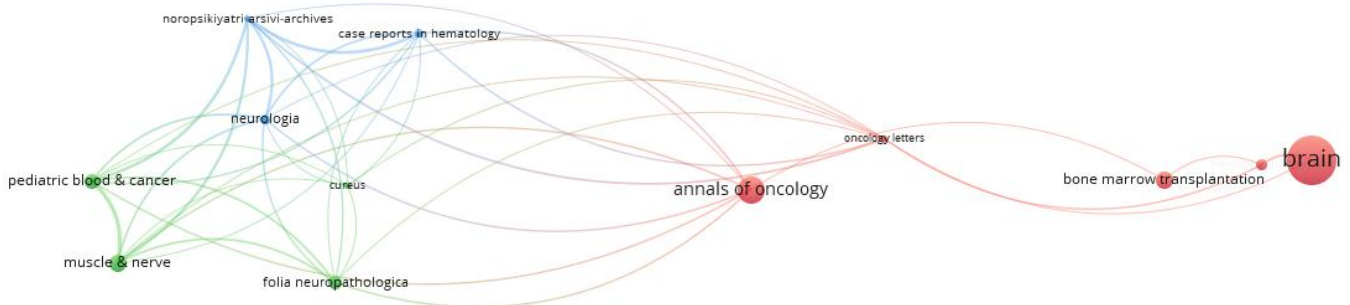 noropsikiyatri arsivi-archives
case reports in hematology
neurologia
oncology letters
brain
pediatric blood & cancer
cureus
annals of oncology
bone marrow transplantation
muscle & nerve
folia neuropathologica